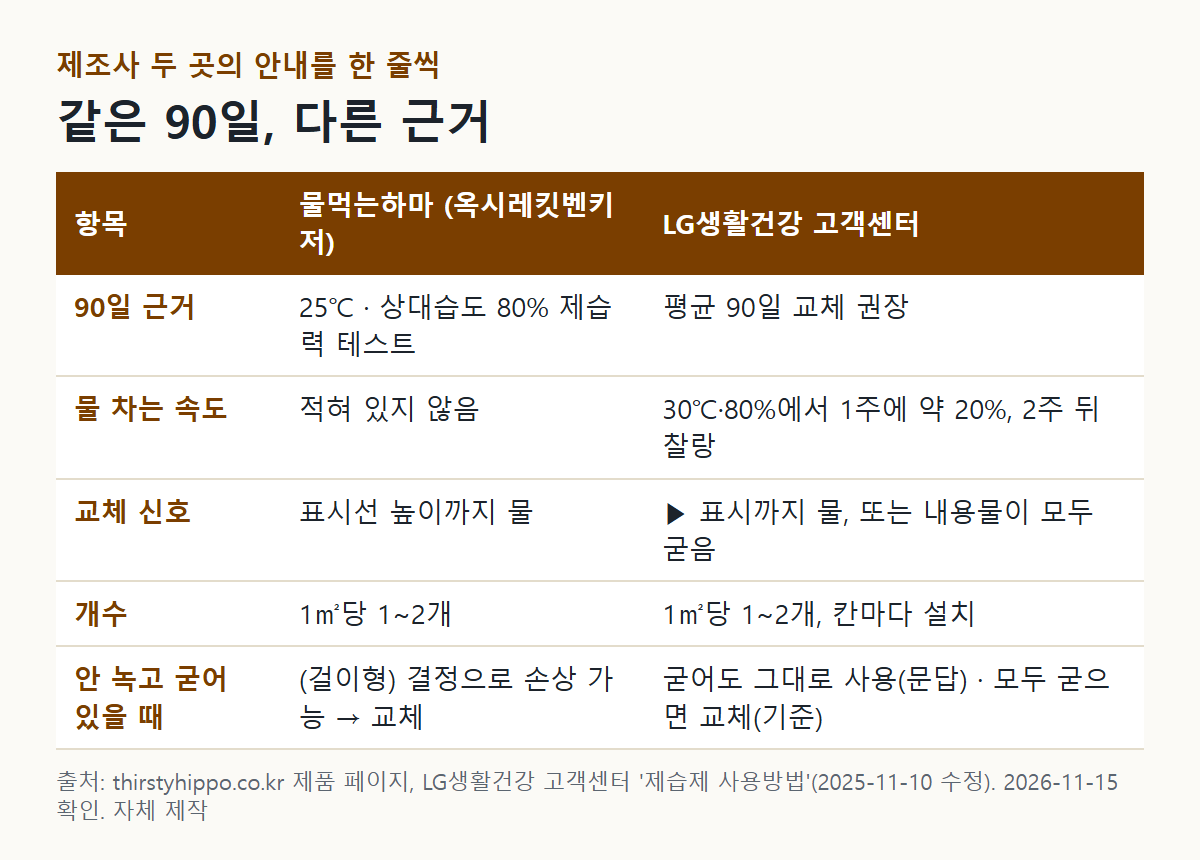 제조사 두 곳의 안내를 한 줄씩
같은 90일, 다른 근거
항목
물먹는하마 (옥시레킷벤키
저)
LG생활건강 고객센터
90일 근거
25℃ · 상대습도 80% 제습
력 테스트
평균 90일 교체 권장
물 차는 속도
적혀 있지 않음
30℃·80%에서 1주에 약 20%, 2주 뒤
찰랑
교체 신호
표시선 높이까지 물
▶ 표시까지 물, 또는 내용물이 모두
굳음
개수
1㎡당 1~2개
1㎡당 1~2개, 칸마다 설치
안 녹고 굳어
있을 때
(걸이형) 결정으로 손상 가
능 → 교체
굳어도 그대로 사용(문답) · 모두 굳으
면 교체(기준)
출처: thirstyhippo.co.kr 제품 페이지, LG생활건강 고객센터 '제습제 사용방법'(2025-11-10 수정). 2026-11-15
확인. 자체 제작